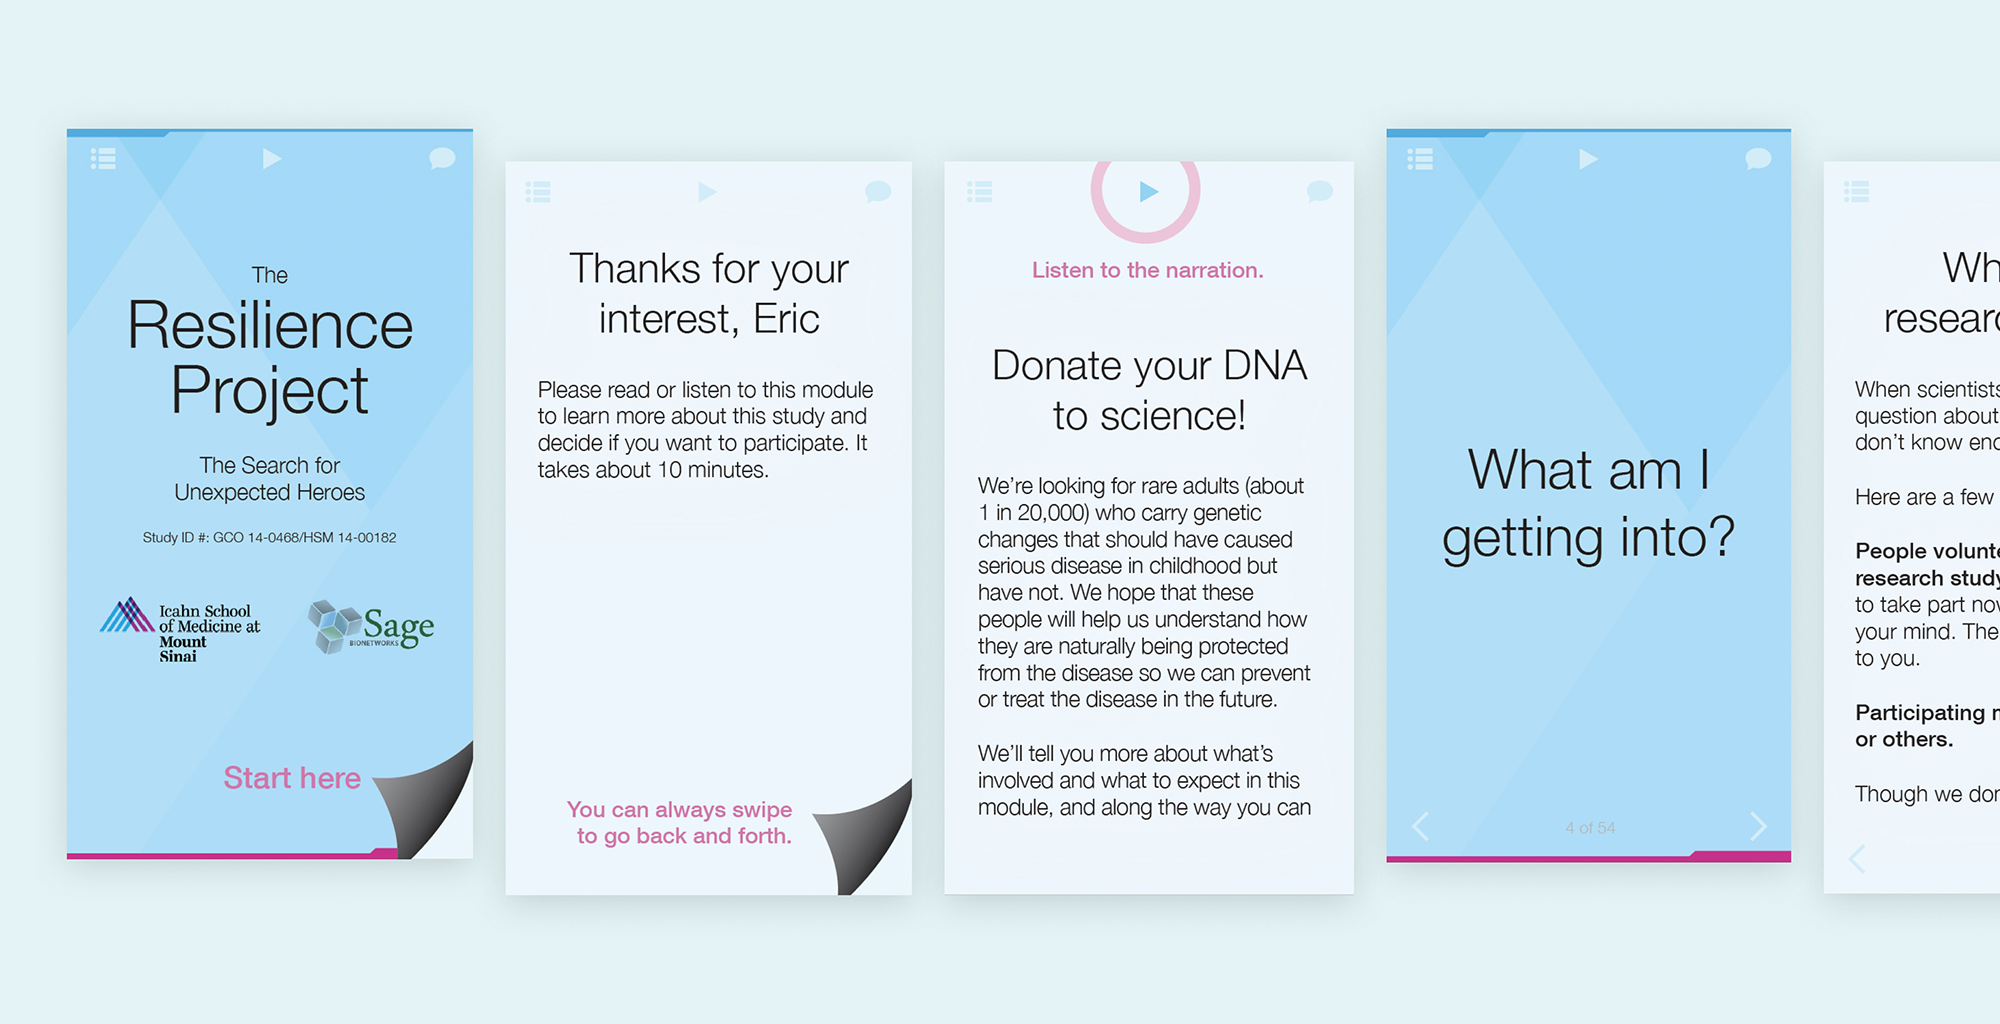 The
Resilience
Project
The Search for
Unexpected Heroes
Study ID #: GCO 14-0468/HSM 14-00182
Icahn School
of Medicine at
Mount
Sinai
Sage
BIONETWORKS
Start here
Thanks for your
interest, Eric
Please read or listen to this module
to learn more about this study and
decide if you want to participate. It
takes about 10 minutes.
You can always swipe
to go back and forth.
Listen to the narration.
Donate your DNA
to science!
We're looking for rare adults (about
1 in 20,000) who carry genetic
changes that should have caused
serious disease in childhood but
have not. We hope that these
people will help us understand how
they are naturally being protected
from the disease so we can prevent
or treat the disease in the future.
We'll tell you more about what's
involved and what to expect in this
module, and along the way you can
What am I
getting into?
4 of 54
When scientists
question about
don't know
Here are a few
People
research study
to take part
your mind. The
to you.
Participating
or others.
Though we